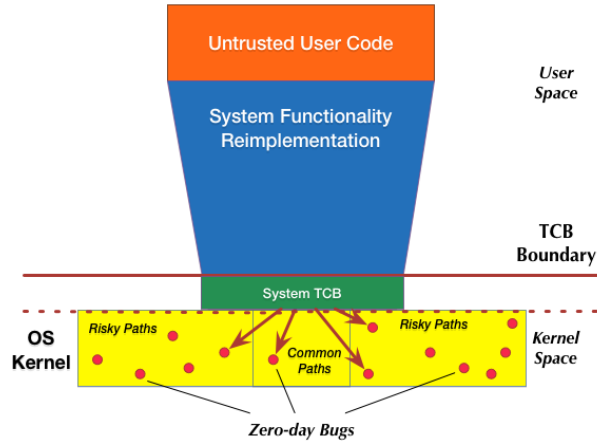 Untrusted User Code
User
Space
System Functionality
Reimplementation
TCB
Boundary
System TCB
OS
Kernel
Risky Paths
Common
Paths
Risky Paths
Kernel
Space
Zero-day Bugs